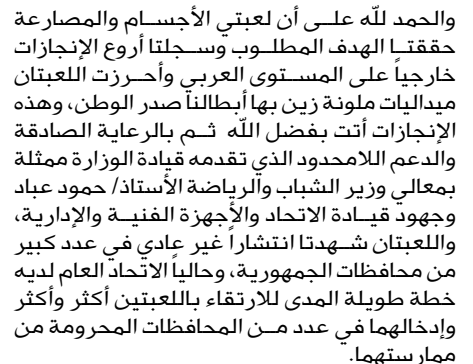 والحمد لله على أن لعبتي الأجسام والمصارعة
حققتا الهدف المطلوب وسجلتا أروع الإنجازات
خارجياً على المستوى العربي وأحرزت اللعبتان
ميداليات ملونة زين بها أبطالنا صدر الوطن، وهذه
الإنجازات أتت بفضل الله ثم بالرعاية الصادقة
والدعم اللامحدود الذي تقدمه قيادة الوزارة ممثلة
بمعالي وزير الشباب والرياضة الأستاذ/ حمود عباد
وجهود قيادة الاتحاد والأجهزة الفنية والإدارية،
واللعبتان شهدتا انتشاراً غير عادي في عدد كبير
من محافظات الجمهورية، وحالياً الاتحاد العام لديه
خطة طويلة المدى للارتقاء باللعبتين أكثر وأكثر
وإدخالهما في عدد من المحافظات المحرومة من
ممارستهما.